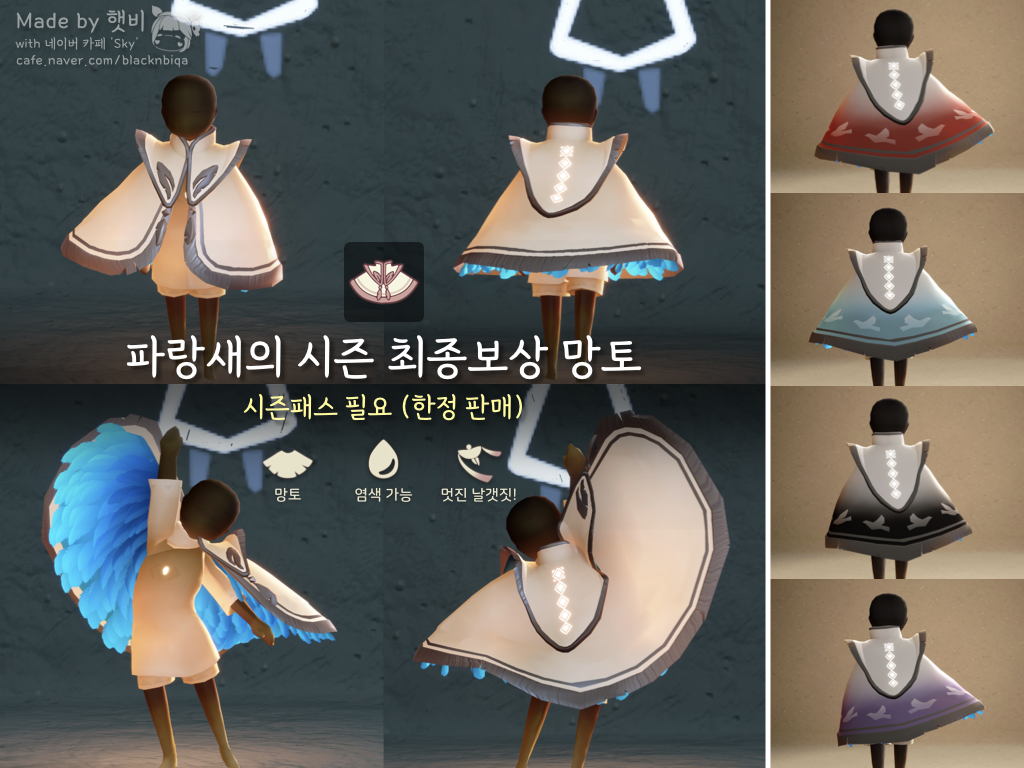 Made by 햇비
with 네이버 카페 'Sky'
cafe.naver.com/blacknbiqa
파랑새의 시즌 최종보상 망토
시즌패스 필요 (한정 판매)
망토
염색 가능
멋진 날갯짓!